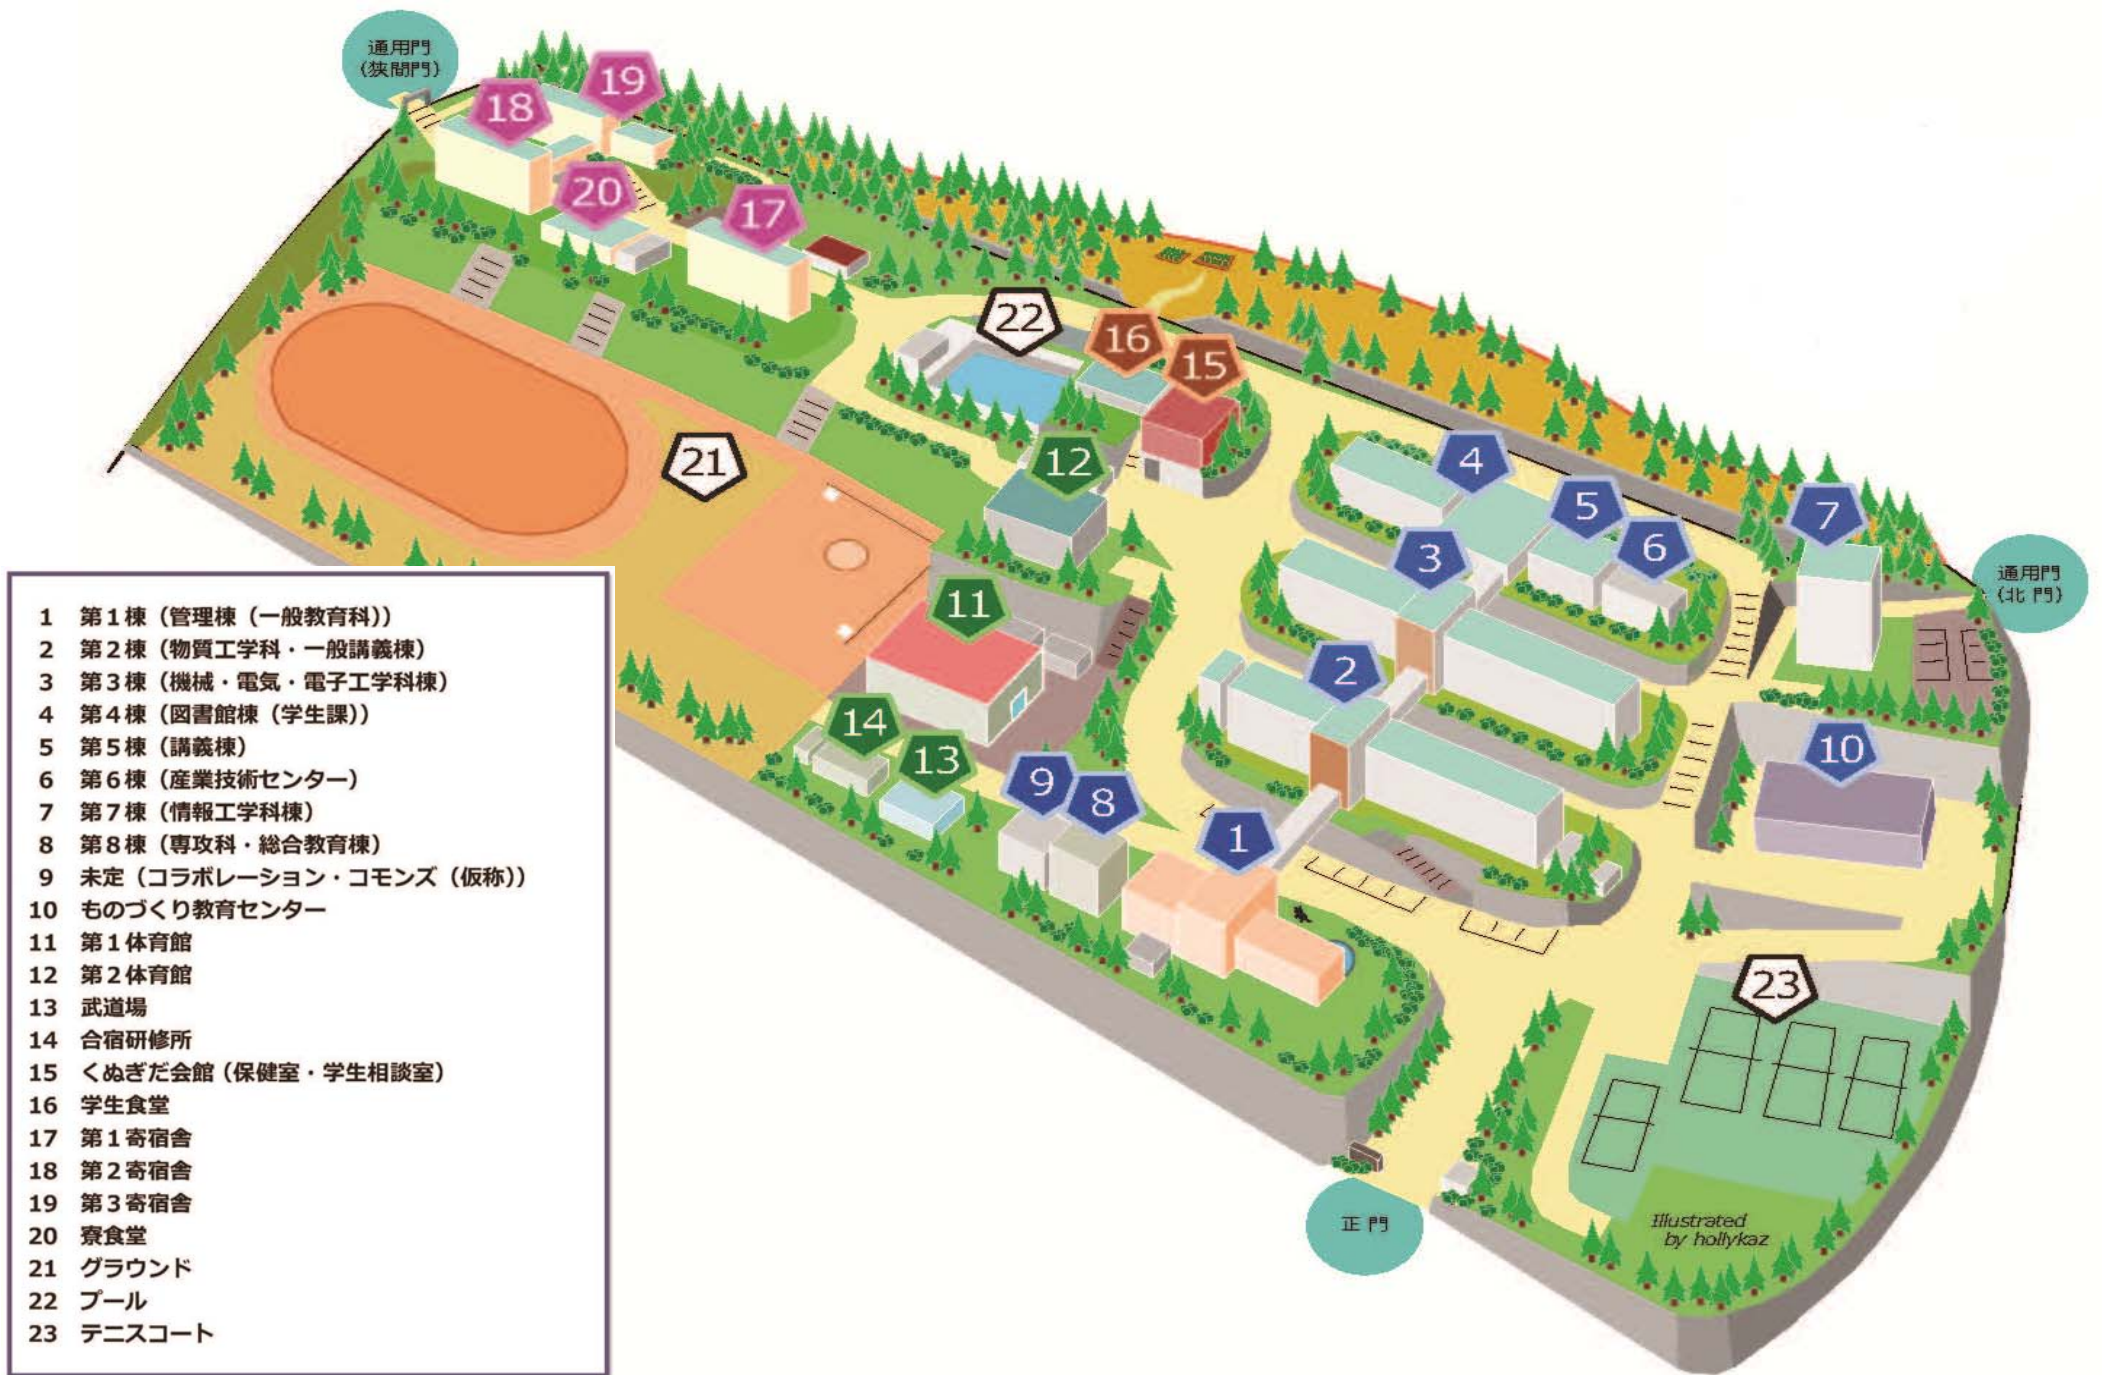 通用門
(狭間門)
19
18
20
17
22
16
15
21
12
4
5
7
3
6
通用門
(北門)
11
2
14
10
13
9
8
1
23
正門
Illustrated
by hollykaz
1 第1棟（管理棟（一般教育科））
2 第2棟（物質工学科・一般講義棟）
3 第3棟（機械・電気・電子工学科棟）
4 第4棟（図書館棟（学生課））
5 第5棟（講義棟）
6 第6棟（産業技術センター）
7 第7棟（情報工学科棟）
8 第8棟（専攻科・総合教育棟）
9 未定（コラボレーション・コモンズ（仮称））
10 ものづくり教育センター
11 第1体育館
12 第2体育館
13 武道場
14 合宿研修所
15 くぬぎだ会館（保健室・学生相談室）
16 学生食堂
17 第1寄宿舎
18 第2寄宿舎
19 第3寄宿舎
20 寮食堂
21 グラウンド
22 プール
23 テニスコート